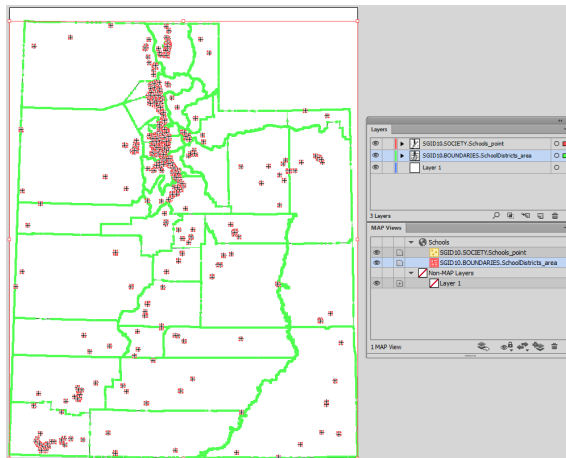 Layers
SGID10.SOCIETY.Schools_point
SGID10.BOUNDARIES.SchoolDistricts_area
Layer 1
3 Layers
MAP Views
Schools
SGID10.SOCIETY.Schools_point
SGID10.BOUNDARIES.SchoolDistricts_area
Non-MAP Layers
Layer 1
1 MAP View